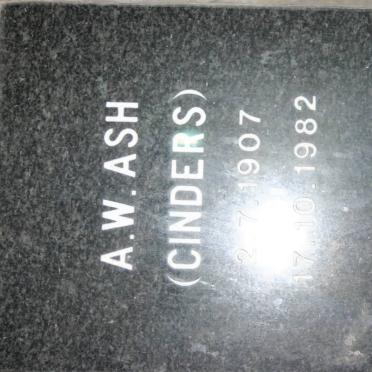 A.W. ASH
(CINDERS)
2.7.1907
17.10.1982